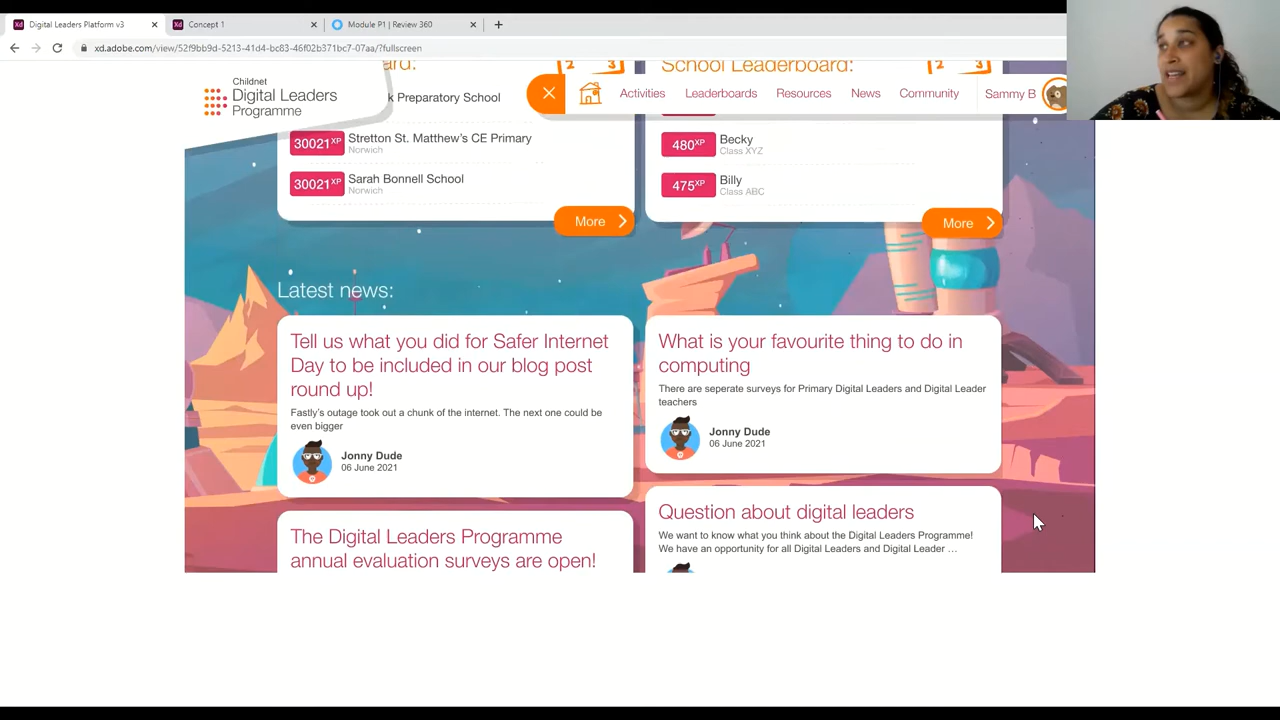 Digital Leaders Platform v3
Concept 1
Module P1 | Review 360
xd.adobe.com/view/52f9bb9d-5213-41d4-bc83-46f02b371bc7-07aa/?fullscreen
Childnet
Digital Leaders
Programme
Activities
Leaderboards
Resources
News
Community
Sammy B
School Leaderboard:
2 3
2 3
k Preparatory School
30021XP
Stretton St. Matthew's CE Primary
Norwich
30021XP
Sarah Bonnell School
Norwich
More
480XP
Becky
Class XYZ
475XP
Billy
Class ABC
More
Latest news:
Tell us what you did for Safer Internet
Day to be included in our blog post
round up!
Fastly's outage took out a chunk of the internet. The next one could be
even bigger
Jonny Dude
06 June 2021
What is your favourite thing to do in
computing
There are seperate surveys for Primary Digital Leaders and Digital Leader
teachers
Jonny Dude
06 June 2021
The Digital Leaders Programme
annual evaluation surveys are open!
Question about digital leaders
We want to know what you think about the Digital Leaders Programme!
We have an opportunity for all Digital Leaders and Digital Leader …